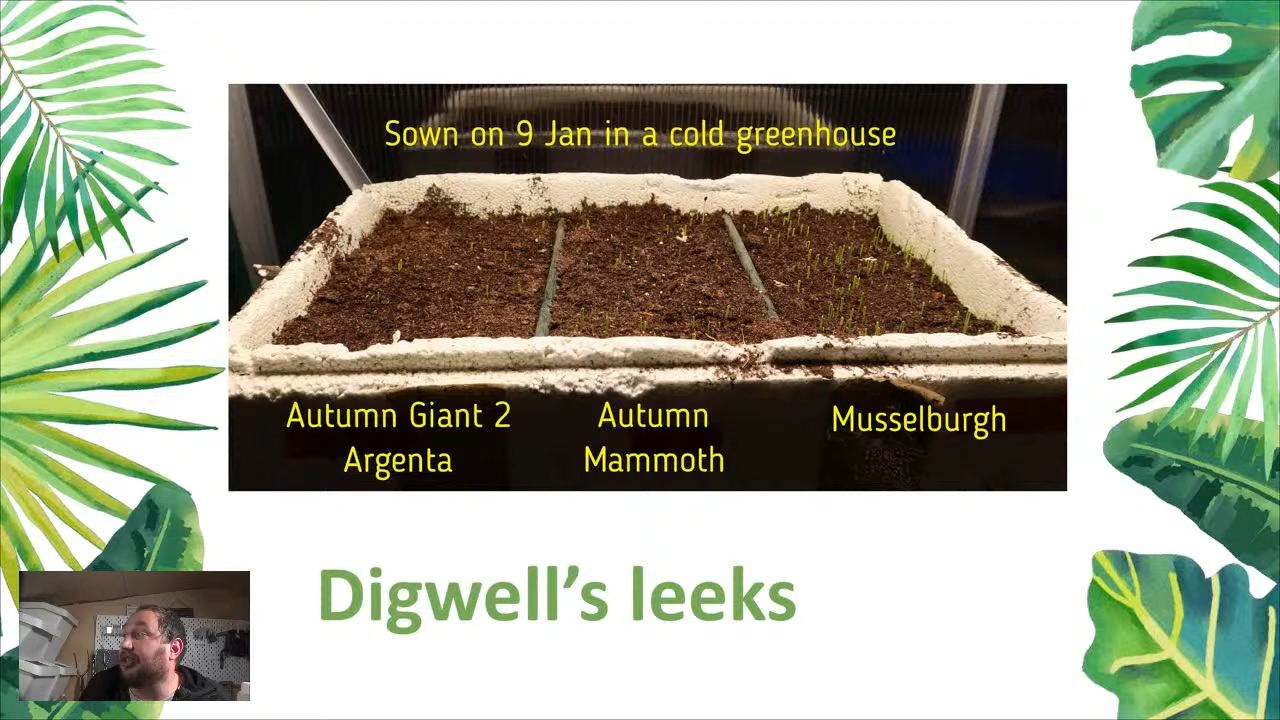 Sown on 9 Jan in a cold greenhouse
Autumn Giant 2
Argenta
Autumn
Mammoth
Musselburgh
Digwell's leeks